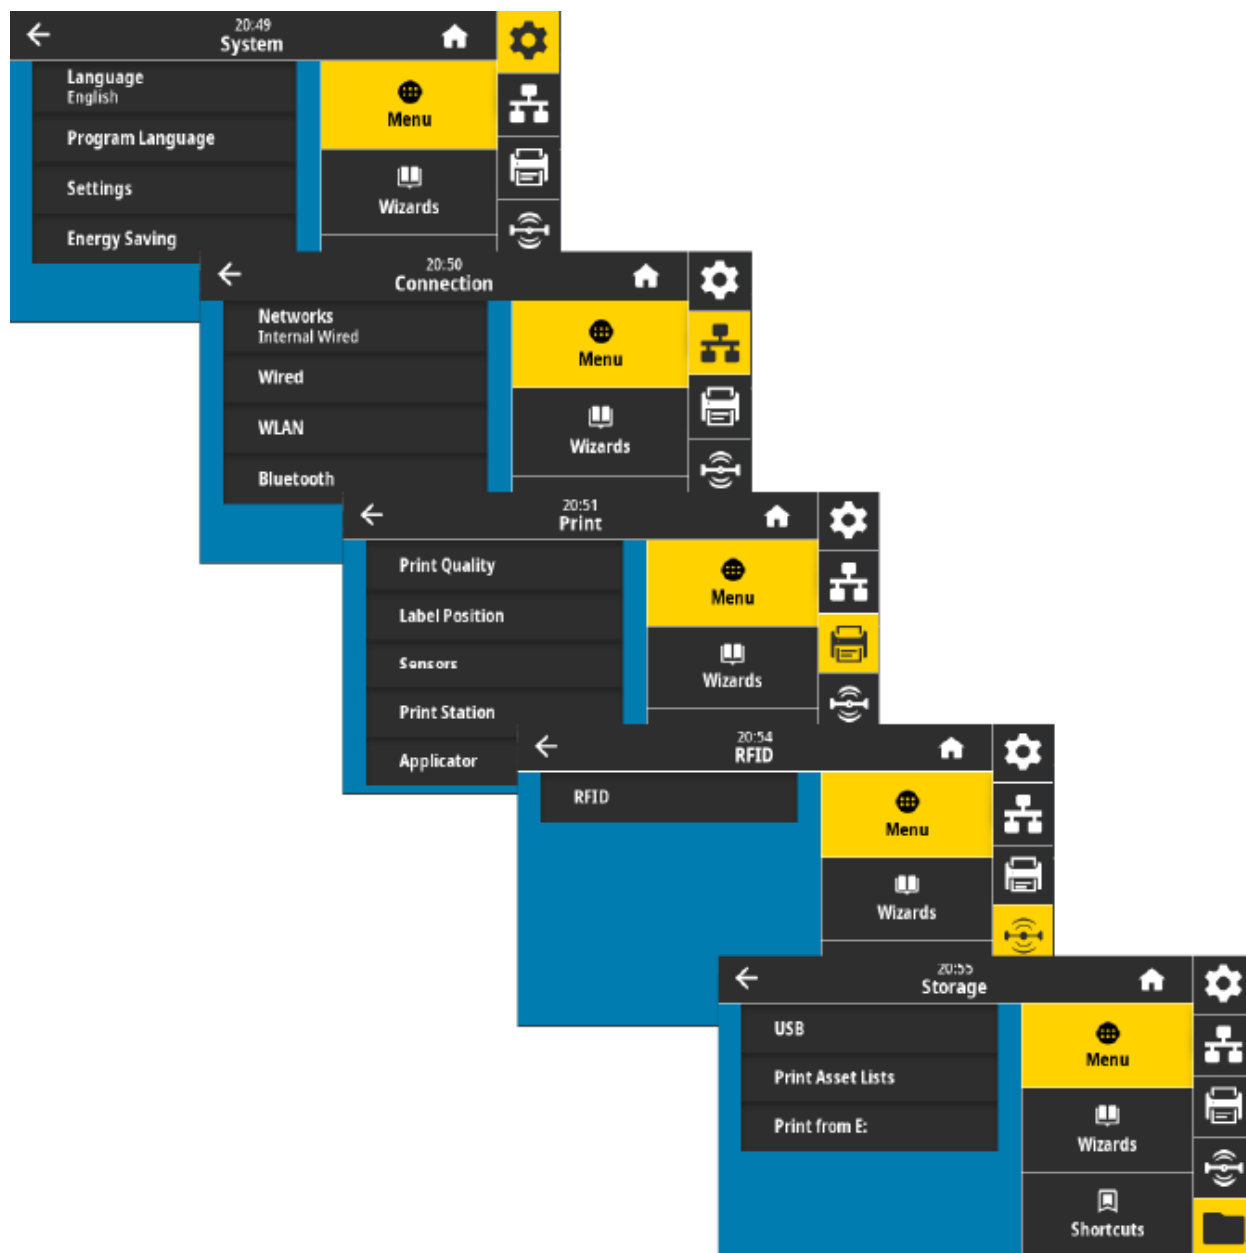 20:49
System
Language
English
Program Language
Settings
Energy Saving
Menu
Wizards
20:50
Connection
Networks
Internal Wired
Wired
WLAN
Bluetooth
Menu
Wizards
20:51
Print
Print Quality
Label Position
Sensors
Print Station
Applicator
Menu
Wizards
20:54
RFID
RFID
Menu
Wizards
20:55
Storage
USB
Print Asset Lists
Print from E:
Menu
Wizards
Shortcuts